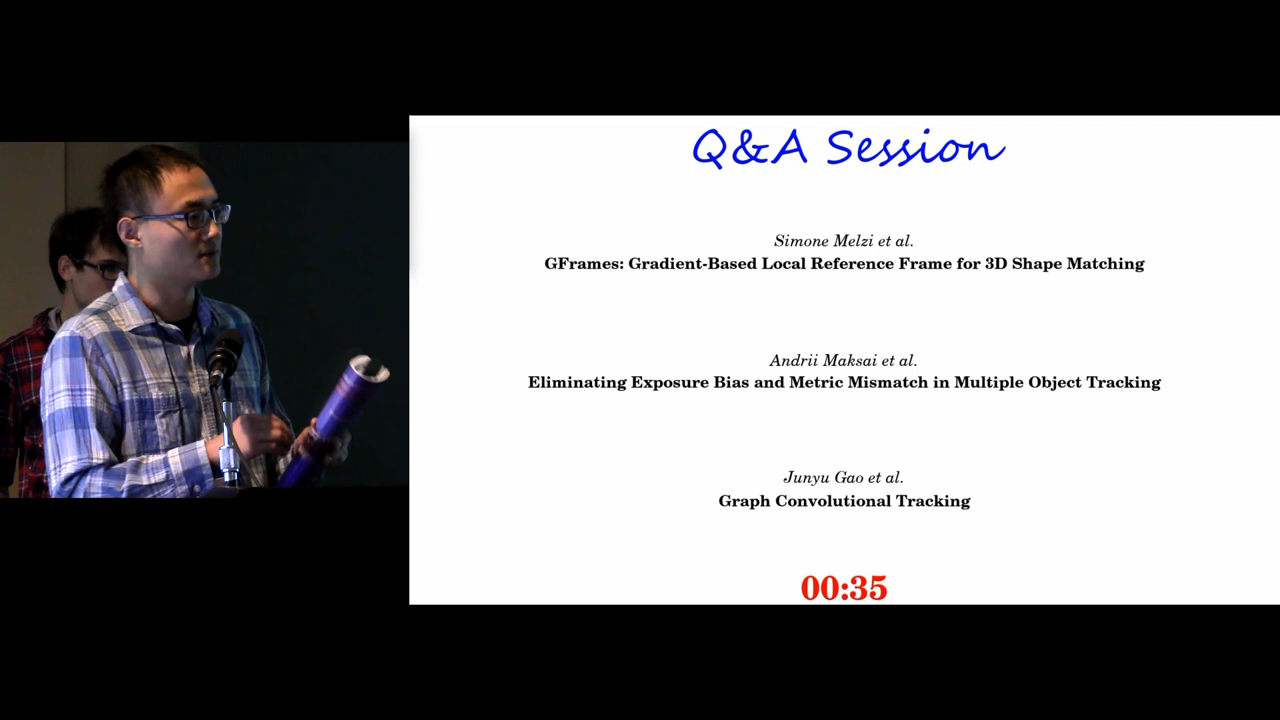 Q&A Session
Simone Melzi et al.
GFrames: Gradient-Based Local Reference Frame for 3D Shape Matching
Andrii Maksai et al.
Eliminating Exposure Bias and Metric Mismatch in Multiple Object Tracking
Junyu Gao et al.
Graph Convolutional Tracking
00:35